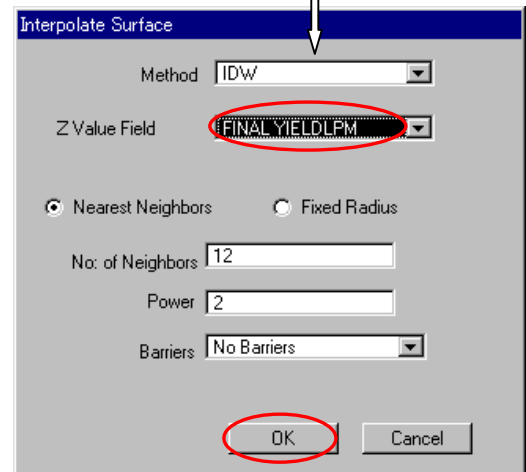 Interpolate Surface
Method IDW
Z Value Field FINAL YIELDLPM
Nearest Neighbors Fixed Radius
No: of Neighbors 12
Power 2
Barriers No Barriers
OK Cancel